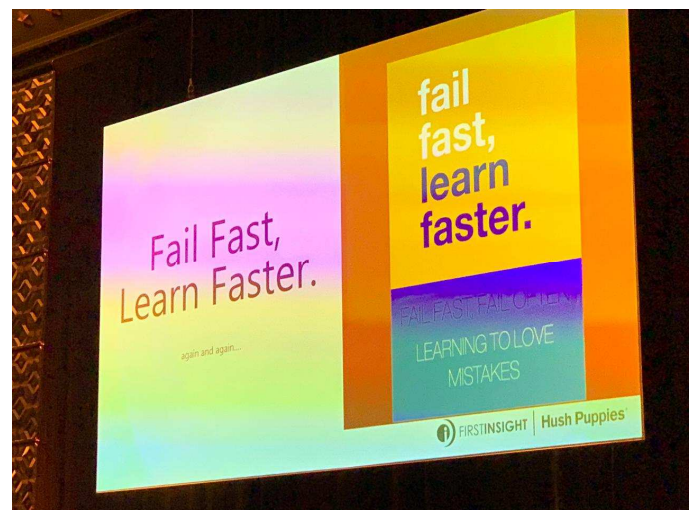 Fail Fast,
Learn Faster.
again and again....
fail
fast,
learn
faster.
FAIL FAST, FAIL OFTEN
LEARNING TO LOVE
MISTAKES
FIRSTINSIGHT
Hush Puppies